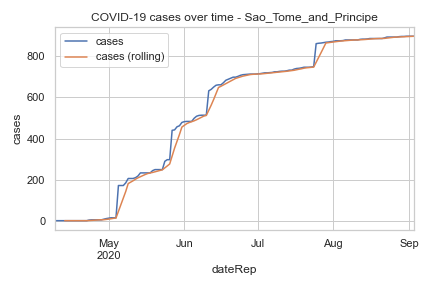 COVID-19 cases over time - Sao_Tome_and_Principe
cases
cases (rolling)
800
600
400
200
0
cases
May
2020
Jun
Jul
Aug
Sep
dateRep